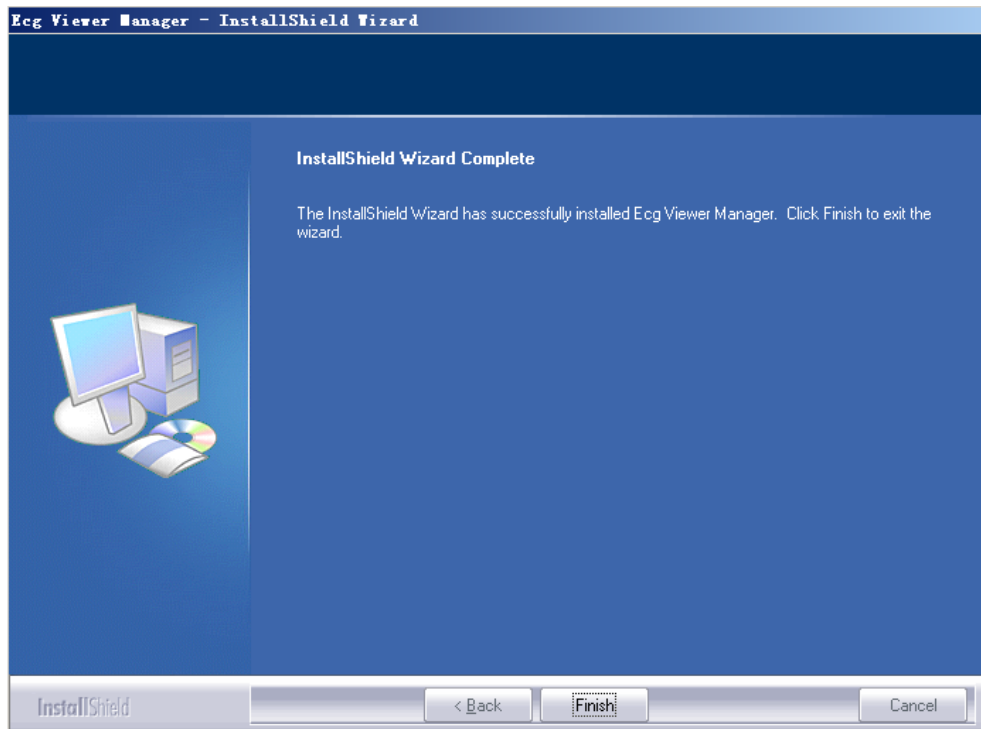 Ecg Viewer Manager - InstallShield Wizard
InstallShield Wizard Complete
The InstallShield Wizard has successfully installed Ecg Viewer Manager. Click Finish to exit the
wizard.
InstallShield
< Back
Finish
Cancel